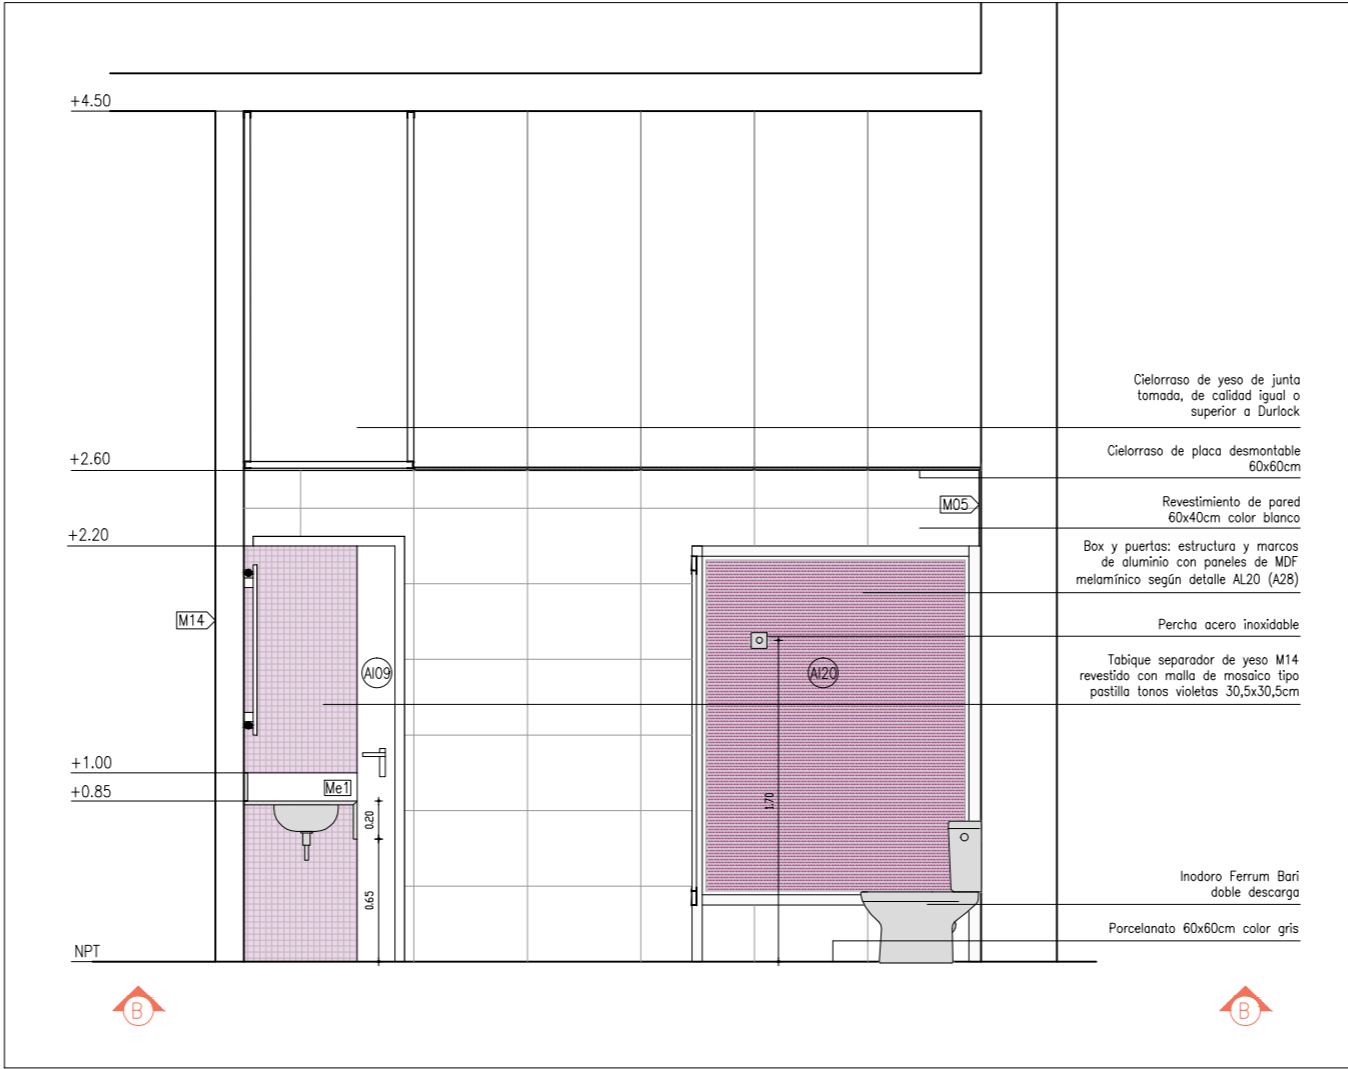 +4.50
Cielorraso de yeso de junta
tomada, de calidad igual o
superior a Durlock
+2.60
Cielorraso de placa desmontable
60x60cm
M05
Revestimiento de pared
60x40cm color blanco
+2.20
Box y puertas: estructura y marcos
de aluminio con paneles de MDF
melamínico según detalle AL20 (A28)
M14
Percha acero inoxidable
Al09
Al20
Tabique separador de yeso M14
revestido con malla de mosaico tipo
pastilla tonos violetas 30,5x30,5cm
+1.00
Me1
+0.85
0.20
1.70
0.65
Inodoro Ferrum Bari
doble descarga
Porcelanato 60x60cm color gris
NPT
B
B